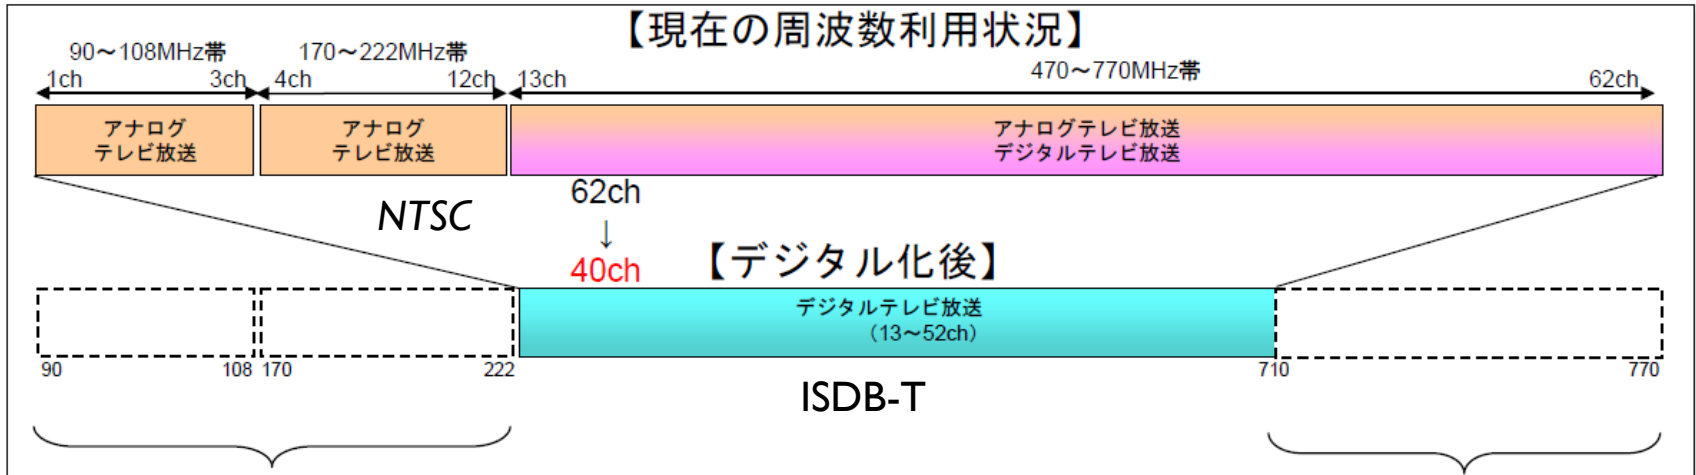 【現在の周波数利用状況】
90～108MHz帯
170～222MHz帯
470～770MHz帯
1ch
3ch
4ch
12ch
13ch
62ch
アナログ
テレビ放送
アナログ
テレビ放送
アナログテレビ放送
デジタルテレビ放送
NTSC
62ch
↓
40ch
【デジタル化後】
デジタルテレビ放送
（13～52ch）
90
108
170
222
710
770
ISDB-T